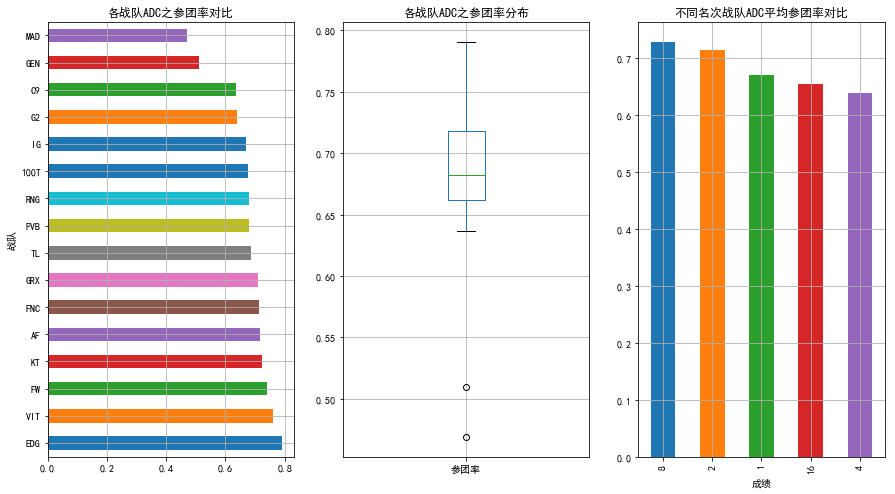 各战队ADC之参团率对比
战队
MAD
GEN
C9
G2
IG
100T
RNG
PVB
TL
GRX
FNC
AF
KT
FW
VIT
EDG
0.0 0.2 0.4 0.6 0.8
各战队ADC之参团率分布
0.80
0.75
0.70
0.65
0.60
0.55
0.50
参团率
不同名次战队ADC平均参团率对比
0.7
0.6
0.5
0.4
0.3
0.2
0.1
0.0
8 2 1 16 4
成绩